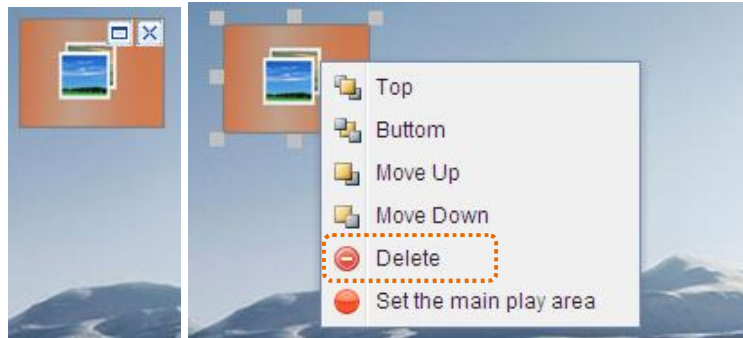 Top
Buttom
Move Up
Move Down
Delete
Set the main play area